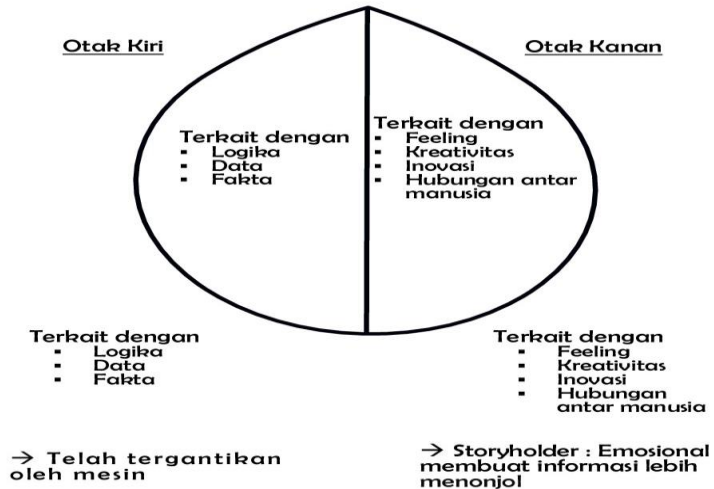 Otak Kiri
Otak Kanan
Terkait dengan
▪ Logika
▪ Data
▪ Fakta
Terkait dengan
▪ Feeling
▪ Kreativitas
▪ Inovasi
▪ Hubungan antar
manusia
Terkait dengan
▪ Logika
▪ Data
▪ Fakta
→ Telah tergantikan
oleh mesin
Terkait dengan
▪ Feeling
▪ Kreativitas
▪ Inovasi
▪ Hubungan
antar manusia
→ Storyholder : Emosional
membuat informasi lebih
menonjol